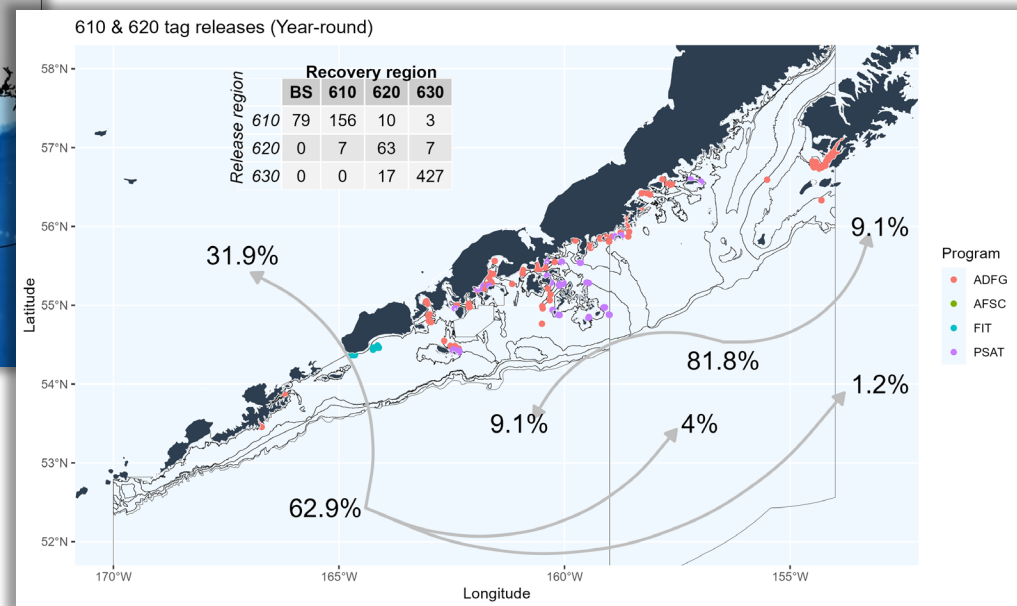 610 & 620 tag releases (Year-round)
Recovery region
Release region
BS 610 620 630
610 79 156 10 3
620 0 7 63 7
630 0 0 17 427
58°N
57°N
56°N
55°N
54°N
53°N
52°N
Latitude
31.9%
9.1%
81.8%
1.2%
9.1%
4%
62.9%
170°W 165°W 160°W 155°W
Longitude
Program
ADFG
AFSC
FIT
PSAT